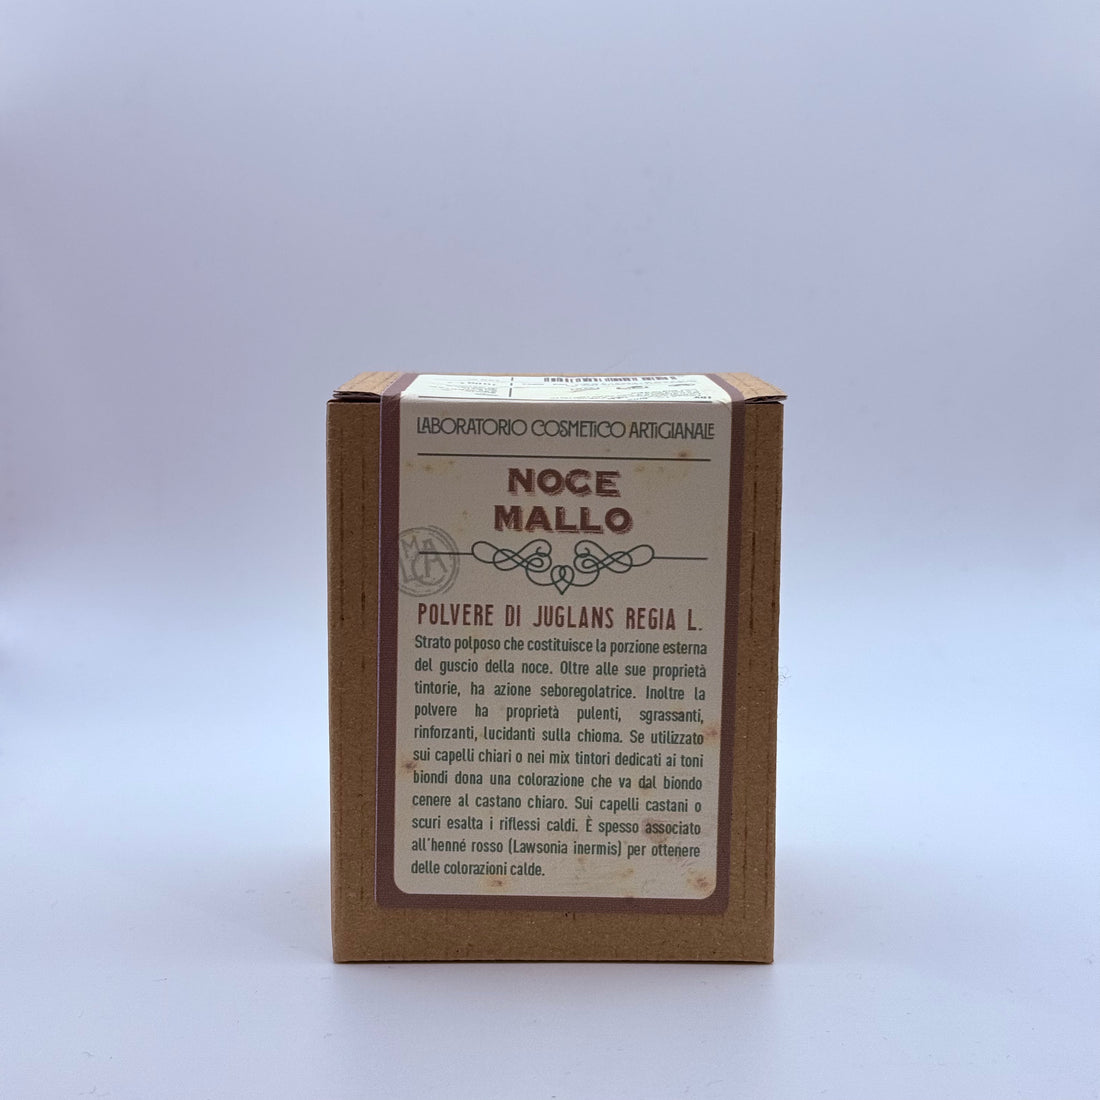 LABORATORIO COSMETICO ARTIGIANALE
NOCE
MALLO
POLVERE DI JUGLANS REGIA L.
Strato polposo che costituisce la porzione esterna
del guscio della noce. Oltre alle sue proprietà
tintorie, ha azione seboregolatrice. Inoltre la
polvere ha proprietà pulenti, sgrassanti,
rinforzanti, lucidanti sulla chioma. Se utilizzato
sui capelli chiari o nei mix tintori dedicati ai toni
biondi dona una colorazione che va dal biondo
cenere al castano chiaro. Sui capelli castani o
scuri esalta i riflessi caldi. È spesso associato
all'henné rosso (Lawsonia inermis) per ottenere
delle colorazioni calde.